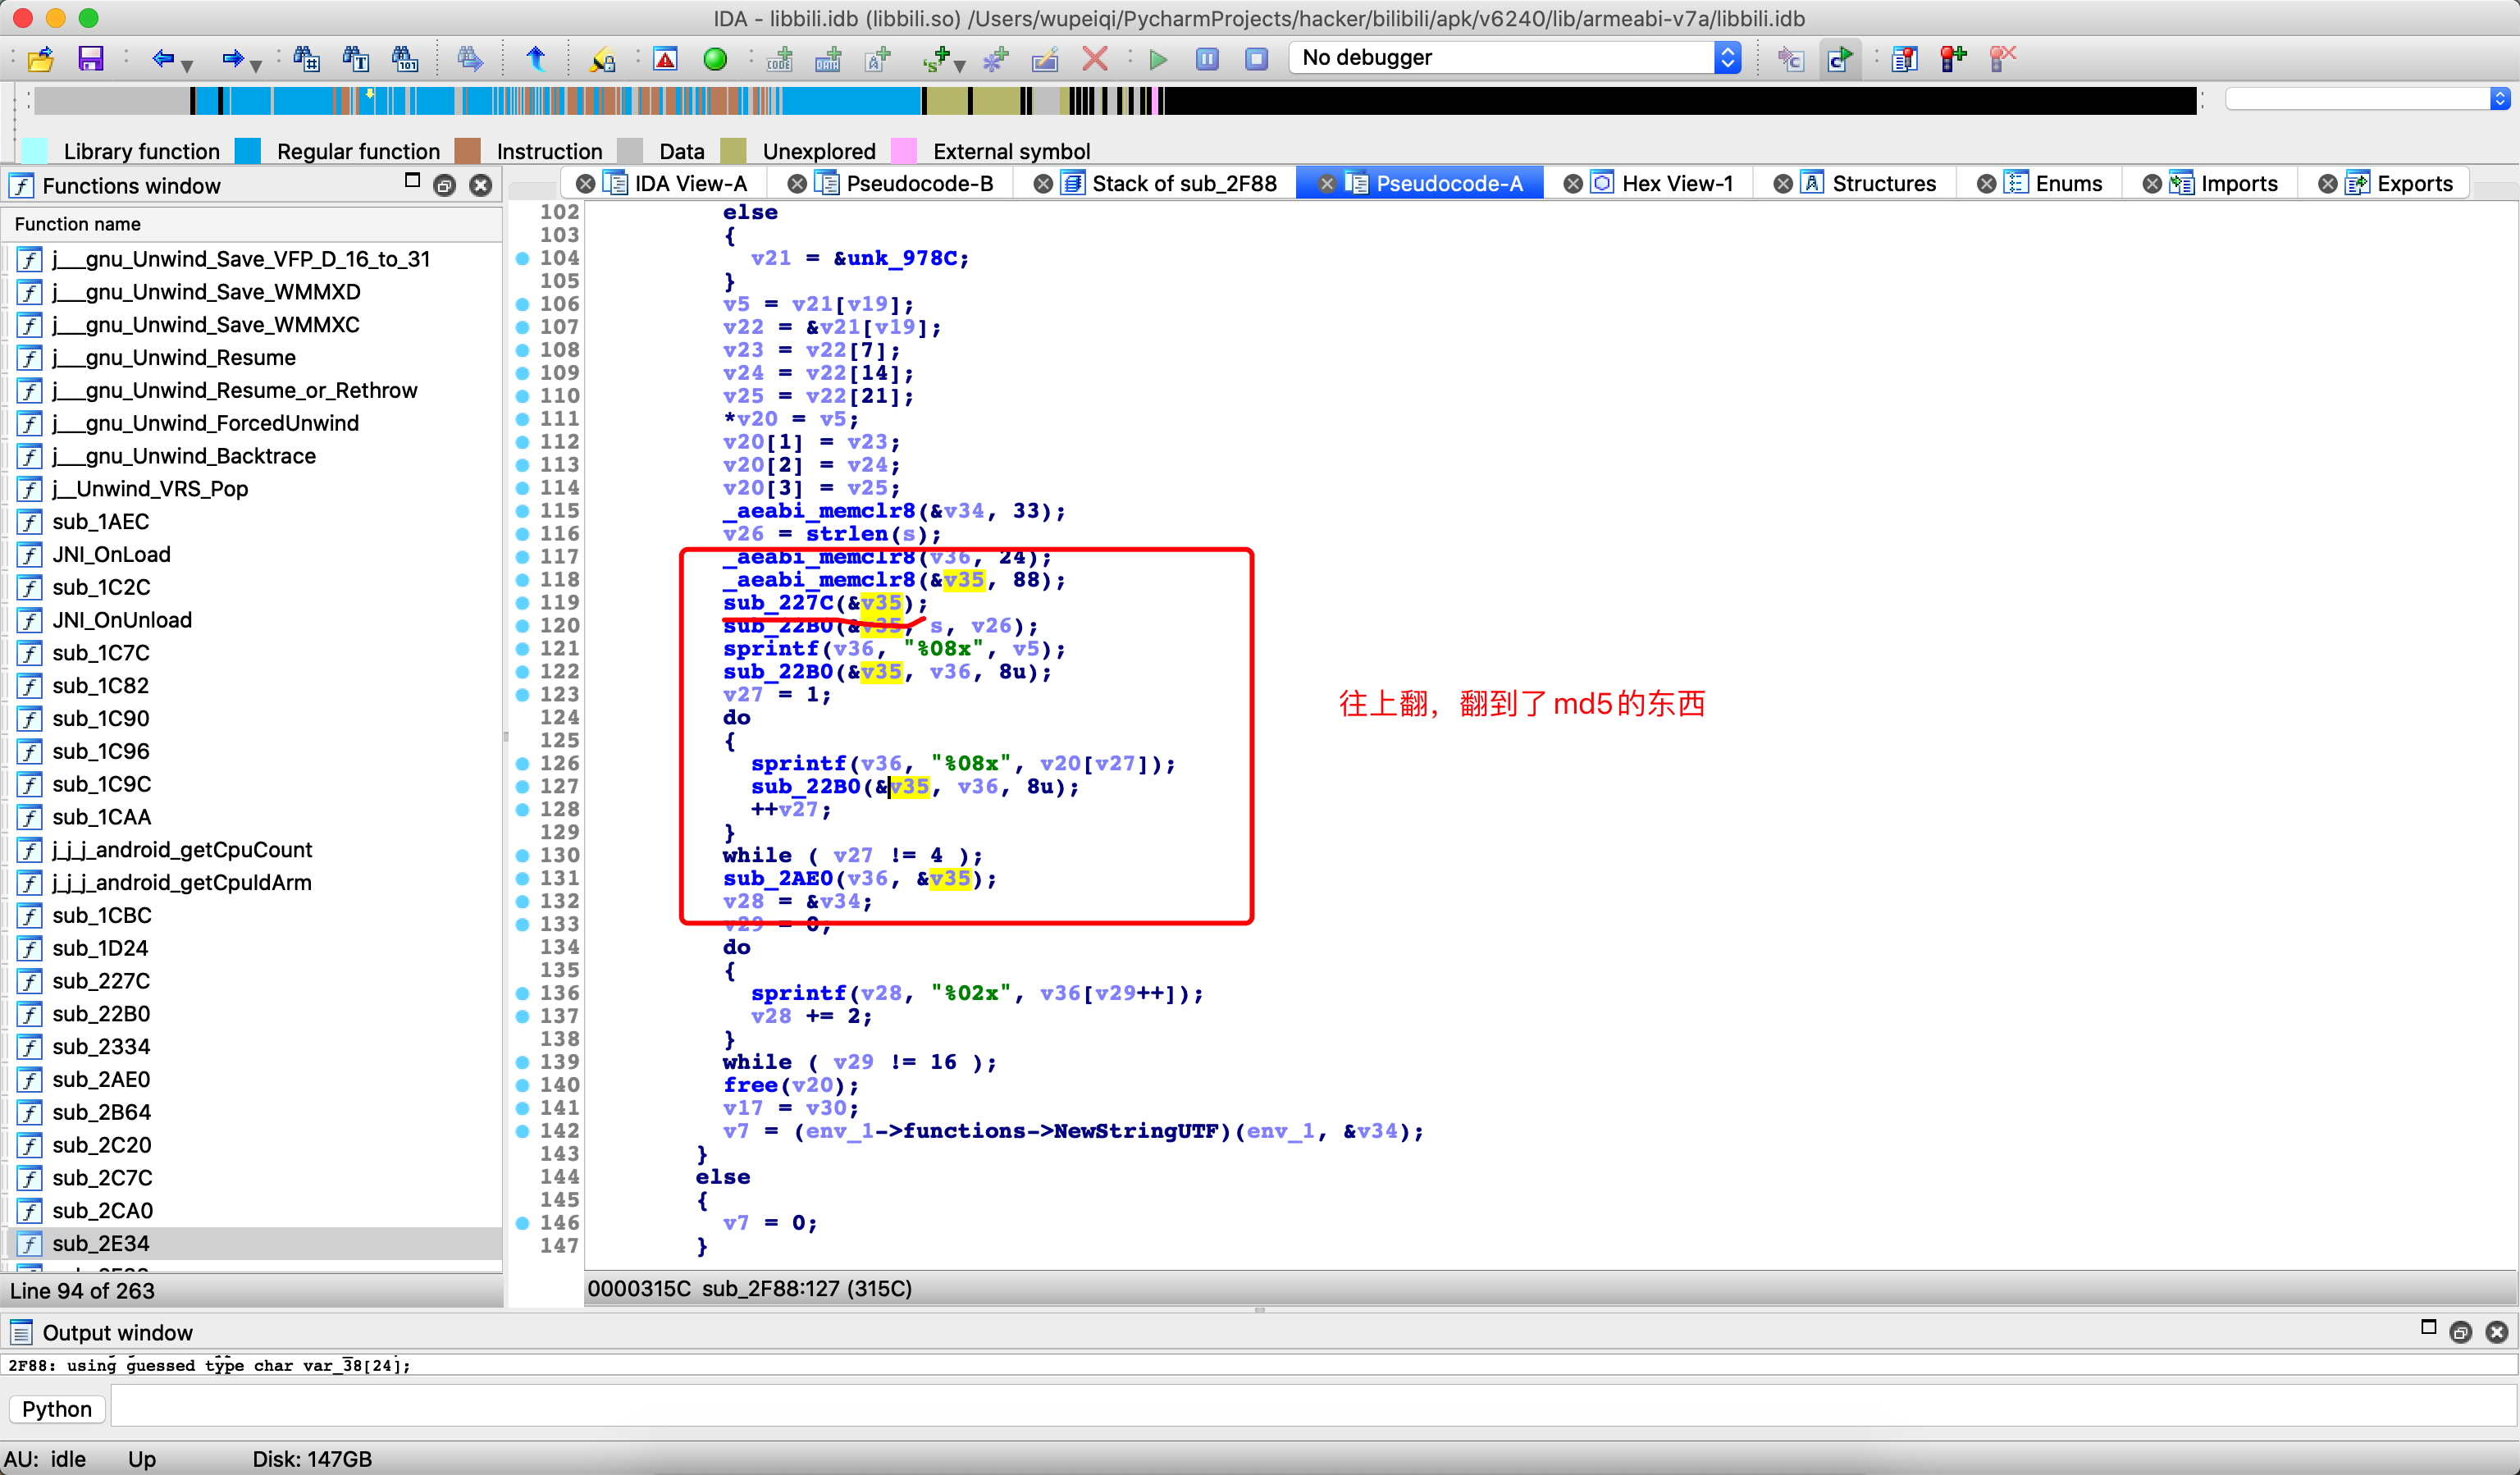 IDA - libbili.idb (libbili.so) /Users/wupeiqi/PycharmProjects/hacker/bilibili/apk/v6240/lib/armeabi-v7a/libbili.idb
No debugger
Library function Regular function Instruction Data Unexplored External symbol
Functions window
IDA View-A Pseudocode-B Stack of sub_2F88 Pseudocode-A Hex View-1 Structures Enums Imports Exports
Function name
j___gnu_Unwind_Save_VFP_D_16_to_31
j___gnu_Unwind_Save_WMMXD
j___gnu_Unwind_Save_WMMXC
j___gnu_Unwind_Resume
j___gnu_Unwind_Resume_or_Rethrow
j___gnu_Unwind_ForcedUnwind
j___gnu_Unwind_Backtrace
j__Unwind_VRS_Pop
sub_1AEC
JNI_OnLoad
sub_1C2C
JNI_OnUnload
sub_1C7C
sub_1C82
sub_1C90
sub_1C96
sub_1C9C
sub_1CAA
j_j_j_android_getCpuCount
j_j_j_android_getCpuIdArm
sub_1CBC
sub_1D24
sub_227C
sub_22B0
sub_2334
sub_2AE0
sub_2B64
sub_2C20
sub_2C7C
sub_2CA0
sub_2E34
Line 94 of 263
102 else
103 {
104 v21 = &unk_978C;
105 }
106 v5 = v21[v19];
107 v22 = &v21[v19];
108 v23 = v22[7];
109 v24 = v22[14];
110 v25 = v22[21];
111 *v20 = v5;
112 v20[1] = v23;
113 v20[2] = v24;
114 v20[3] = v25;
115 _aeabi_memclr8(&v34, 33);
116 v26 = strlen(s);
117 _aeabi_memclr8(v36, 24);
118 _aeabi_memclr8(&v35, 88);
119 sub_227C(&v35);
120 sub_22B0(&v35, s, v26);
121 sprintf(v36, "%08x", v5);
122 sub_22B0(&v35, v36, 8u);
123 v27 = 1;
124 do
125 {
126 sprintf(v36, "%08x", v20[v27]);
127 sub_22B0(&v35, v36, 8u);
128 ++v27;
129 }
130 while ( v27 != 4 );
131 sub_2AE0(v36, &v35);
132 v28 = &v34;
133 v29 = 0;
134 do
135 {
136 sprintf(v28, "%02x", v36[v29++]);
137 v28 += 2;
138 }
139 while ( v29 != 16 );
140 free(v20);
141 v17 = v30;
142 v7 = (env_1->functions->NewStringUTF)(env_1, &v34);
143 }
144 else
145 {
146 v7 = 0;
147 }
往上翻，翻到了md5的东西
0000315C sub_2F88:127 (315C)
Output window
2F88: using guessed type char var_38[24];
Python
AU: idle Up Disk: 147GB